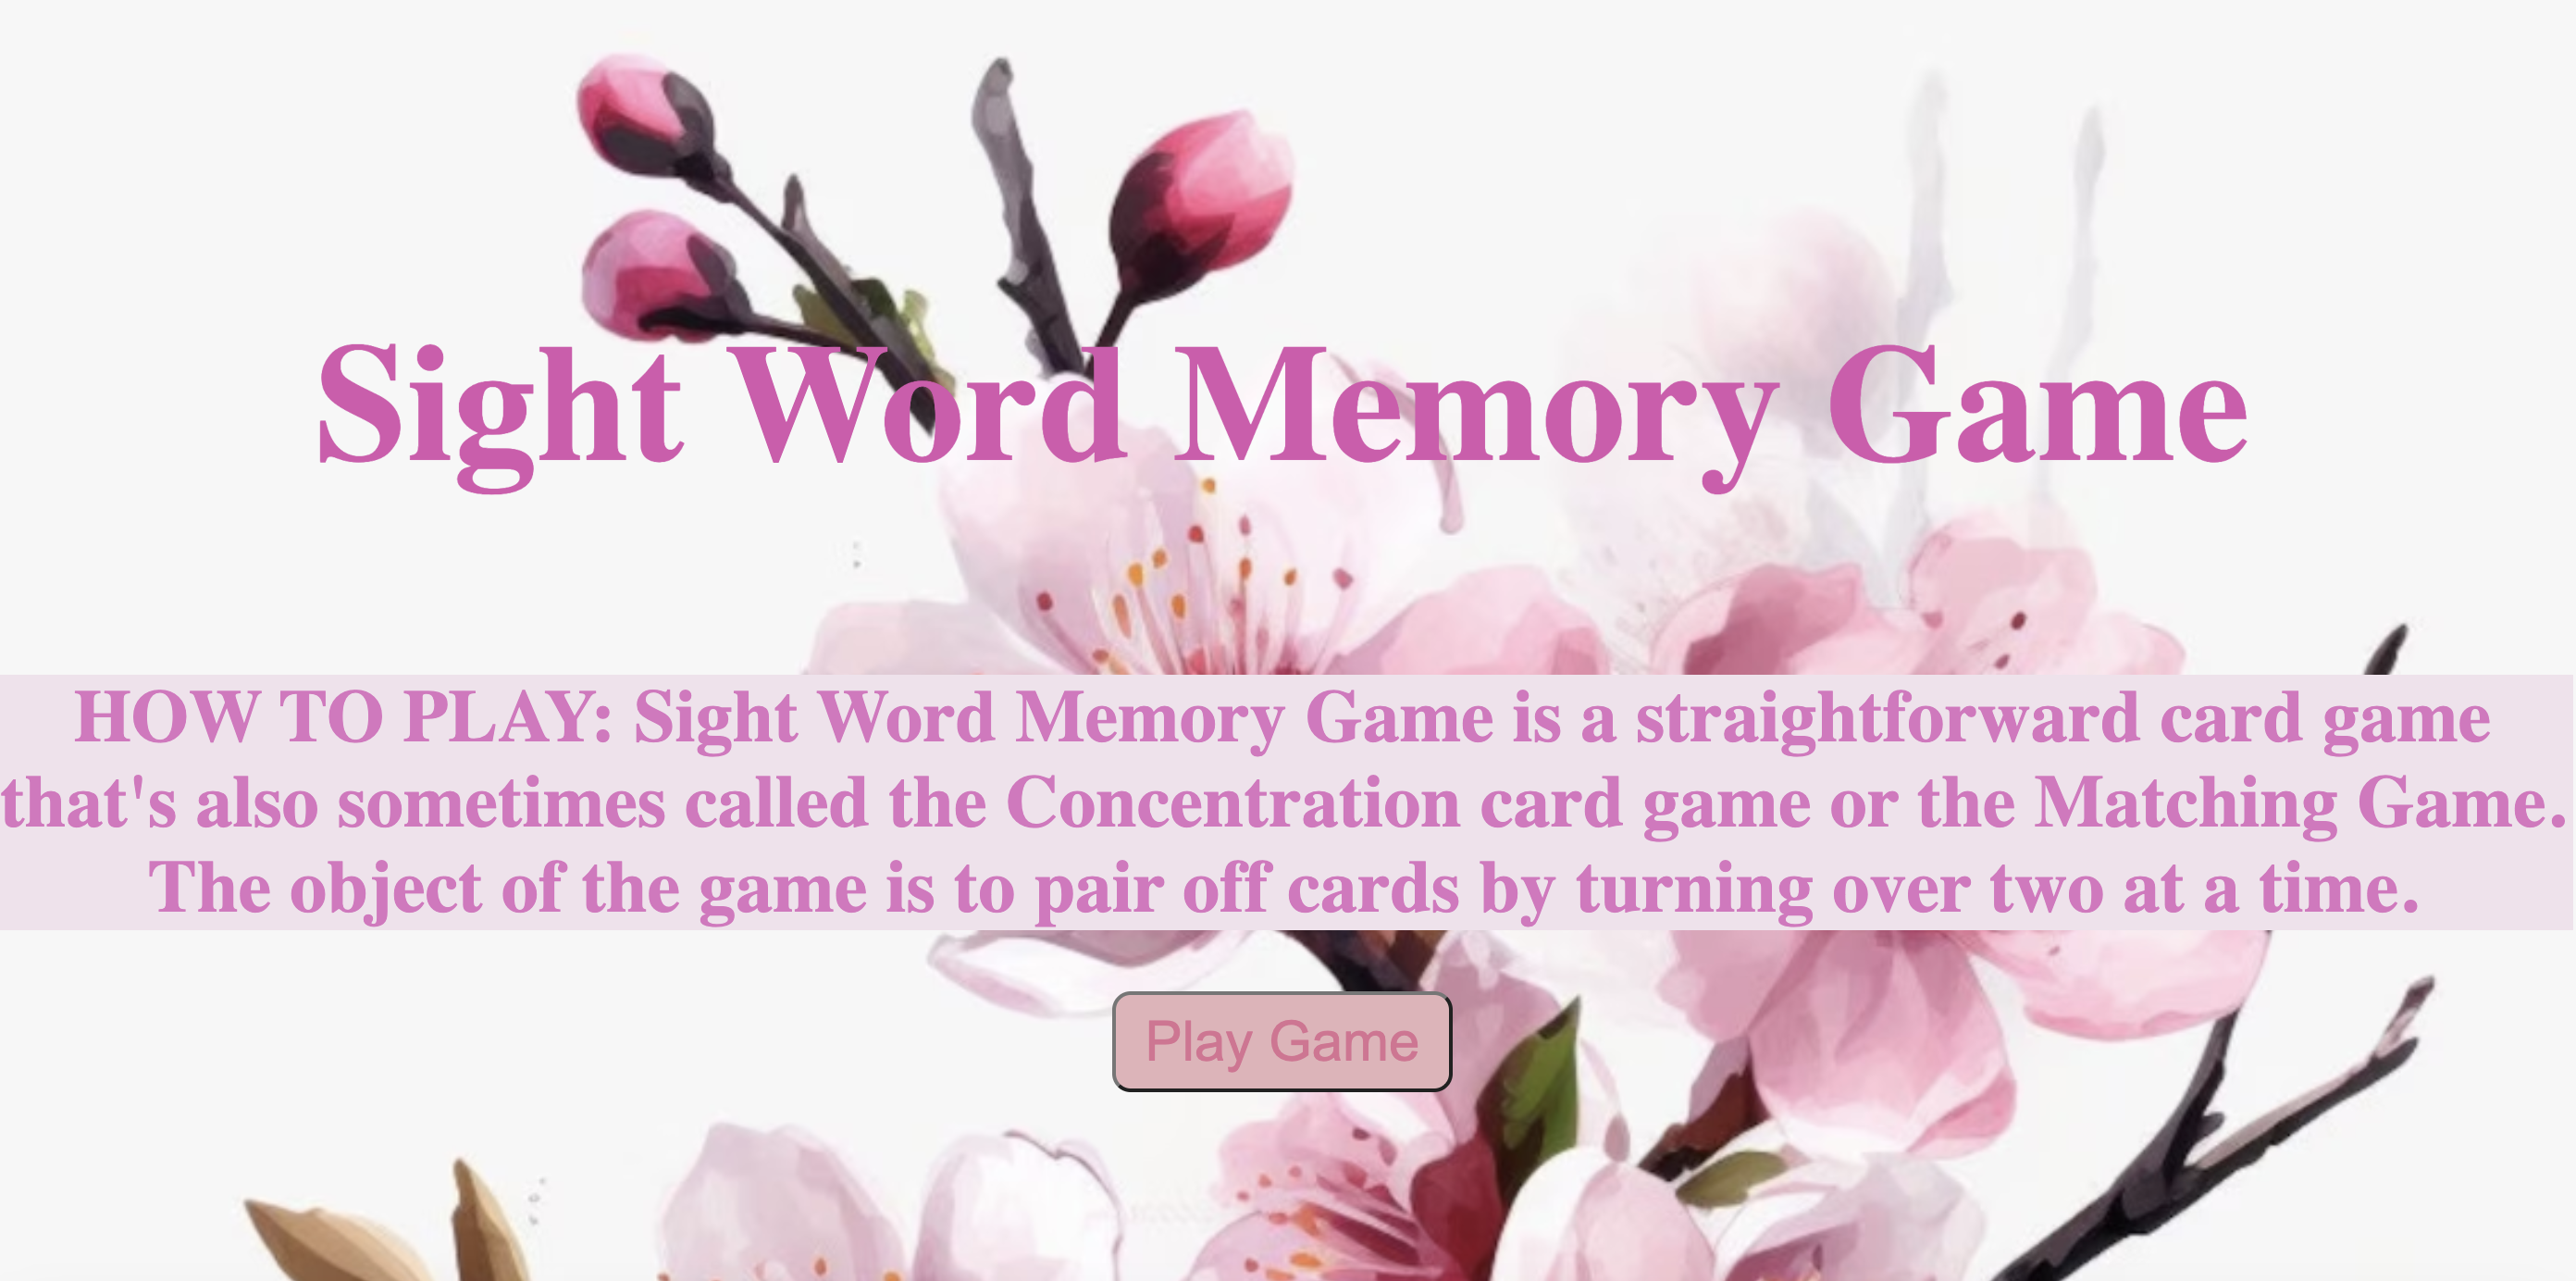 Sight Word Memory Game
HOW TO PLAY: Sight Word Memory Game is a straightforward card game
that's also sometimes called the Concentration card game or the Matching Game.
The object of the game is to pair off cards by turning over two at a time.
Play Game